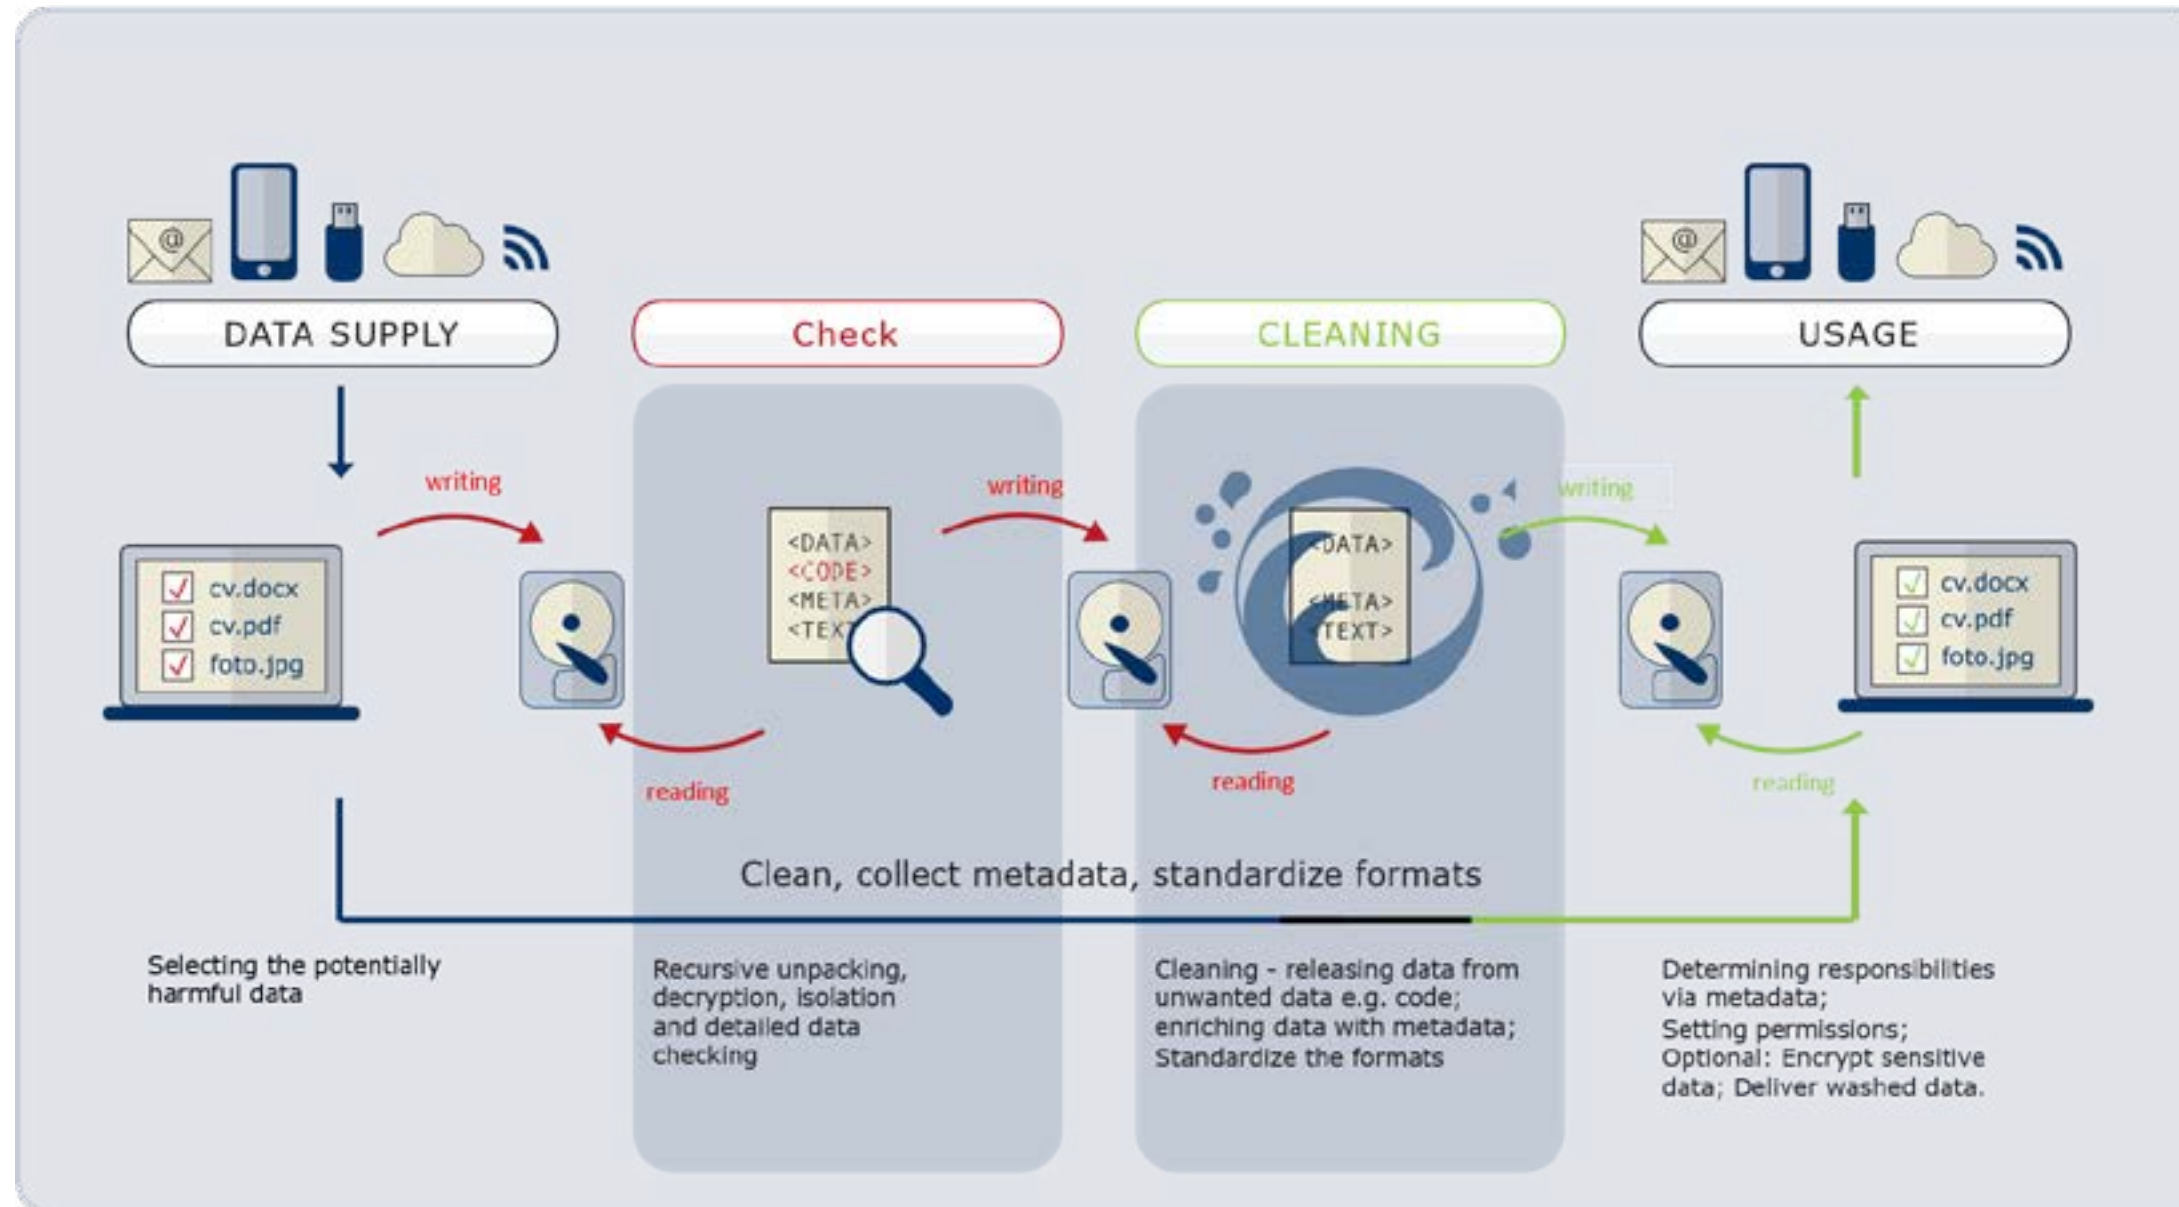 @
@
DATA SUPPLY
Check
CLEANING
USAGE
writing
writing
writing
cv.docx
cv.pdf
foto.jpg
<DATA>
<CODE>
<META>
<TEXT
<DATA>
<META>
<TEXT>
cv.docx
cv.pdf
foto.jpg
reading
reading
reading
Clean, collect metadata, standardize formats
Selecting the potentially
harmful data
Recursive unpacking,
decryption, isolation
and detailed data
checking
Cleaning - releasing data from
unwanted data e.g. code;
enriching data with metadata;
Standardize the formats
Determining responsibilities
via metadata;
Setting permissions;
Optional: Encrypt sensitive
data; Deliver washed data.